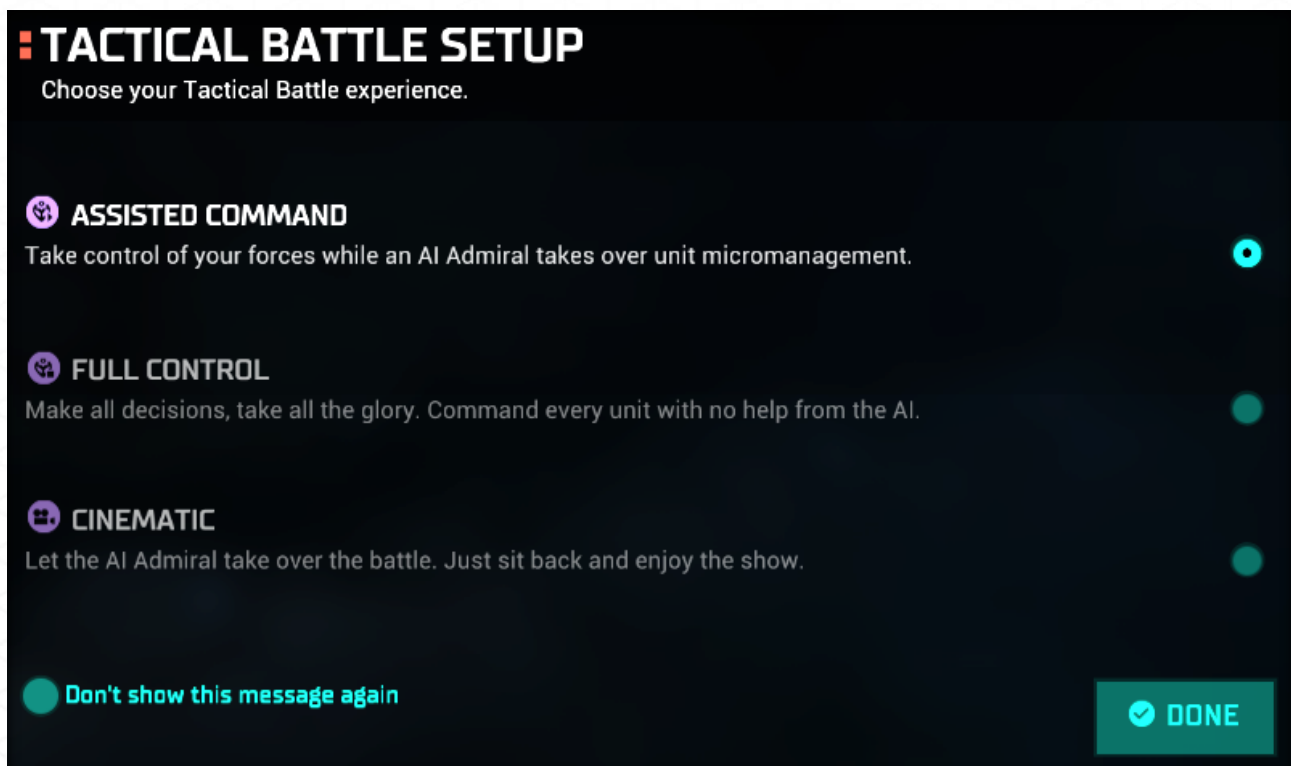 TACTICAL BATTLE SETUP
Choose your Tactical Battle experience.
ASSISTED COMMAND
Take control of your forces while an AI Admiral takes over unit micromanagement.
FULL CONTROL
Make all decisions, take all the glory. Command every unit with no help from the AI.
CINEMATIC
Let the AI Admiral take over the battle. Just sit back and enjoy the show.
Don't show this message again
DONE